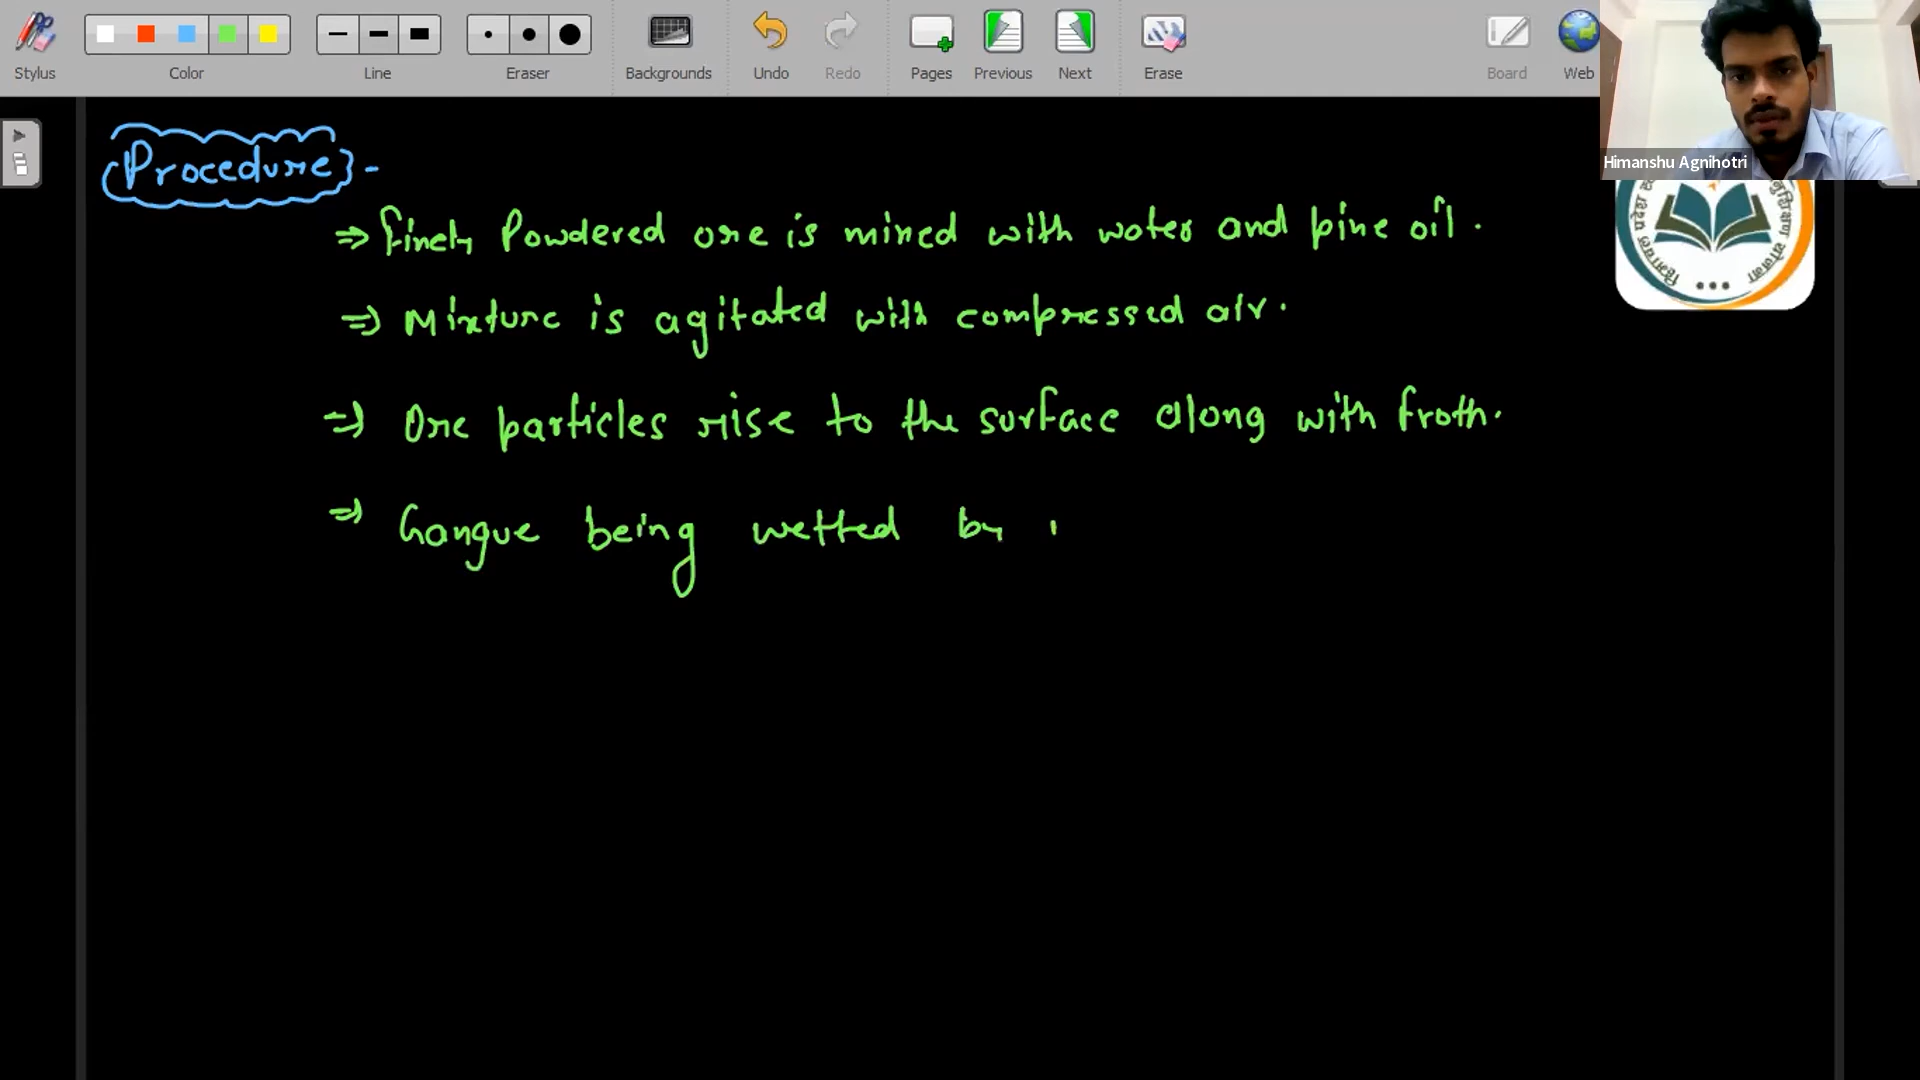 Stylus
Color
Line
Eraser
Backgrounds
Undo
Redo
Pages
Previous
Next
Erase
Board
Web
Himanshu Agnihotri
Procedure -
⇒ finely Powdered ore is mixed with water and pine oil.
⇒ Mixture is agitated with compressed air.
⇒ Ore particles rise to the surface along with froth.
⇒ Gangue being wetted by